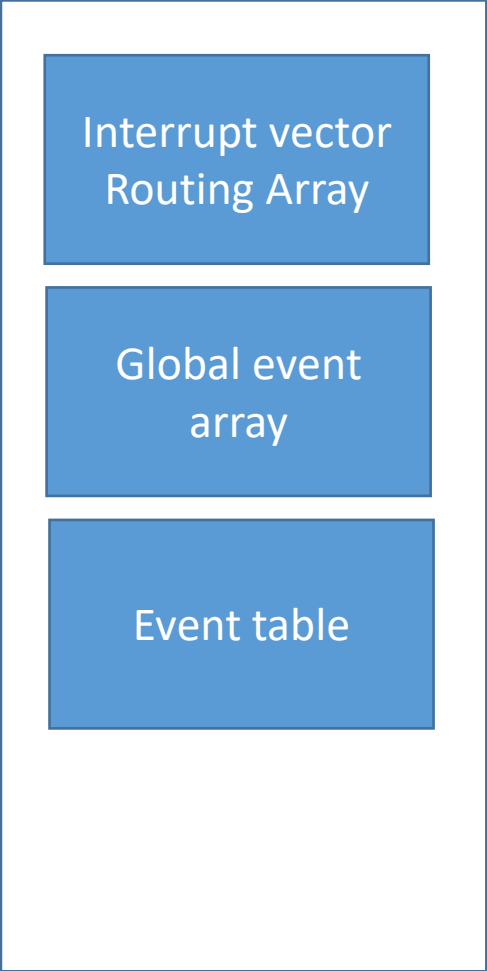 Interrupt vector
Routing Array
Global event
array
Event table